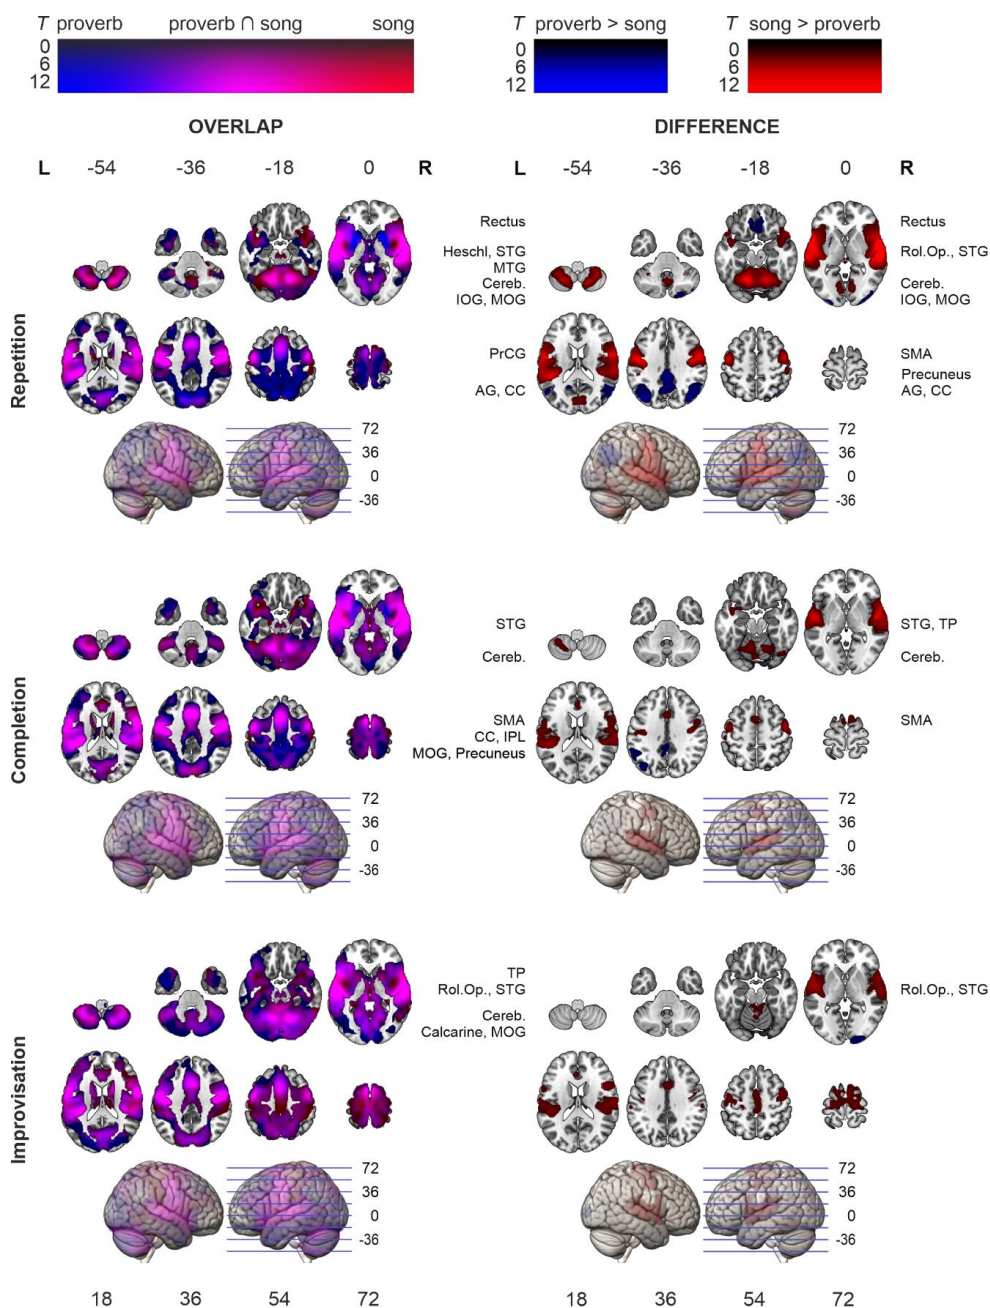 T proverb proverb ∩ song song
0
6
12
T proverb > song
0
6
12
T song > proverb
0
6
12
OVERLAP
DIFFERENCE
L -54 -36 -18 0 R
L -54 -36 -18 0 R
Repetition
Rectus
Heschl, STG
MTG
Cereb.
IOG, MOG
Rectus
Rol.Op., STG
Cereb.
IOG, MOG
PrCG
AG, CC
SMA
Precuneus
AG, CC
72
36
0
-36
72
36
0
-36
Completion
STG
Cereb.
STG, TP
Cereb.
SMA
CC, IPL
MOG, Precuneus
SMA
72
36
0
-36
72
36
0
-36
Improvisation
TP
Rol.Op., STG
Cereb.
Calcarine, MOG
Rol.Op., STG
72
36
0
-36
72
36
0
-36
18 36 54 72
18 36 54 72